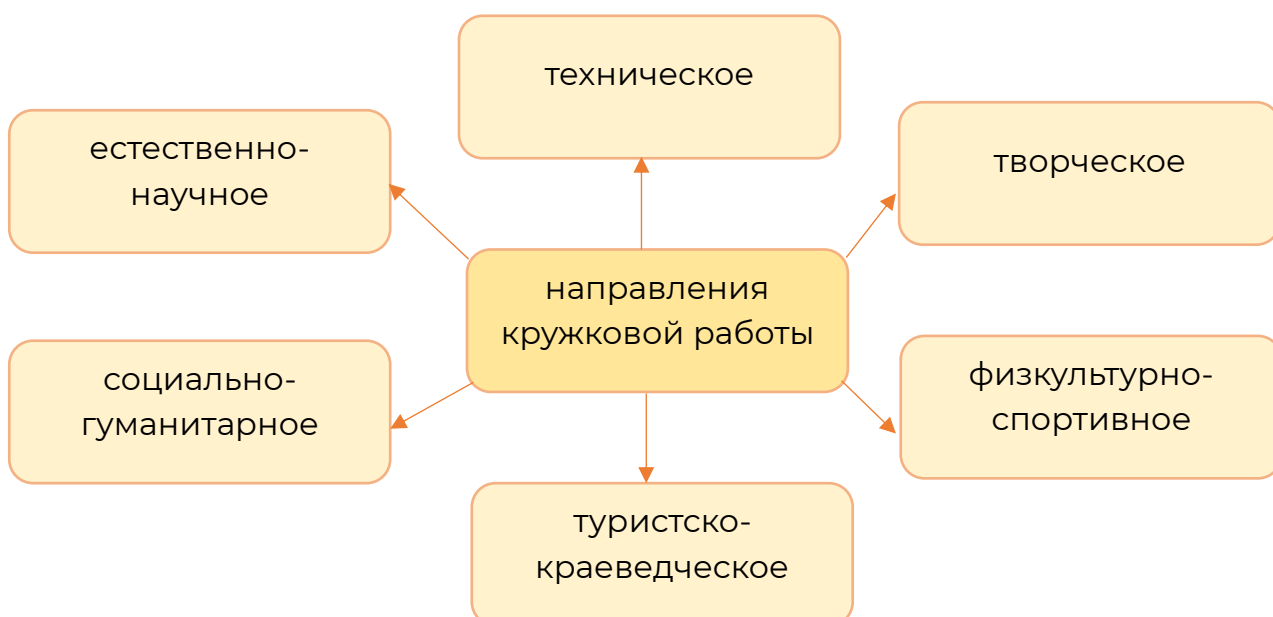 техническое
естественно-
научное
творческое
направления
кружковой работы
социально-
гуманитарное
физкультурно-
спортивное
туристско-
краеведческое